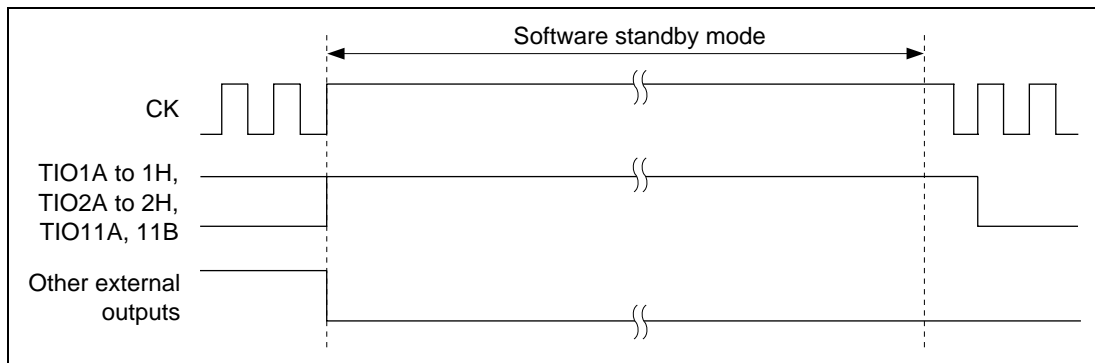 Software standby mode
CK
TIO1A to 1H,
TIO2A to 2H,
TIO11A, 11B
Other external
outputs